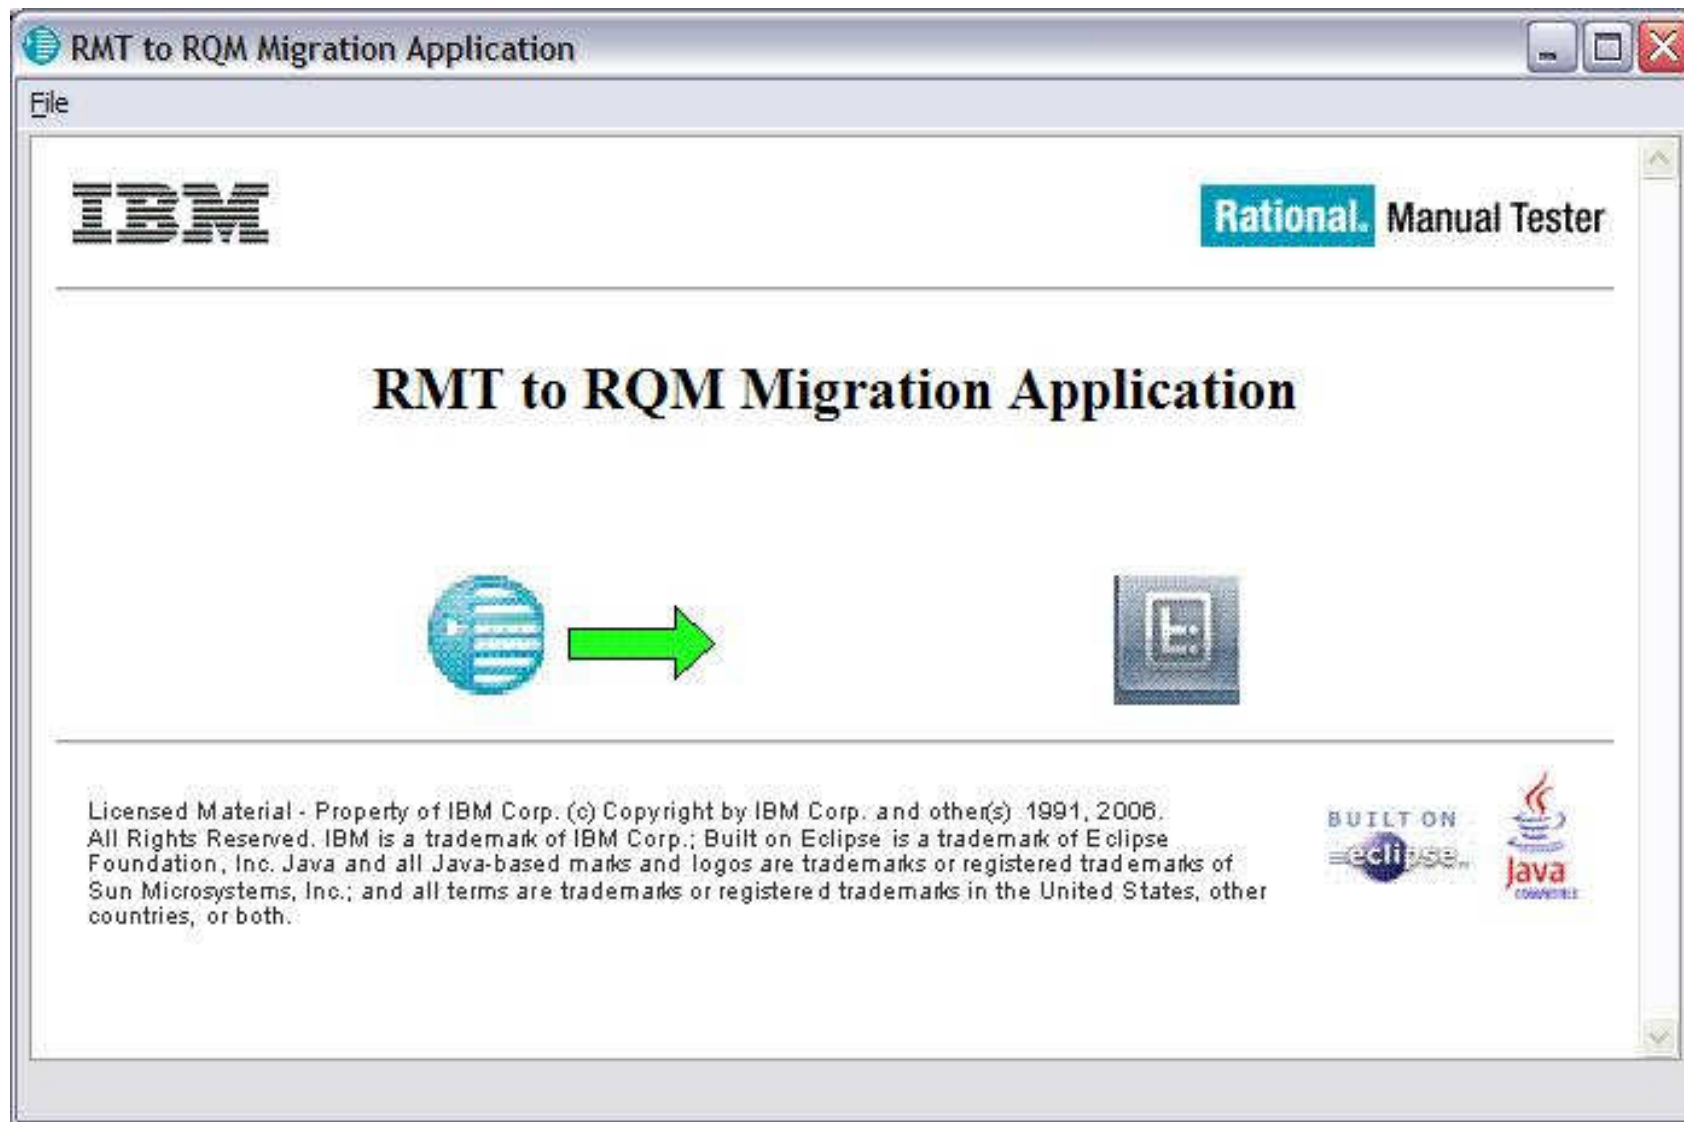 RMT to RQM Migration Application
File
IBM
Rational. Manual Tester
RMT to RQM Migration Application
Licensed Material - Property of IBM Corp. (c) Copyright by IBM Corp. and other(s) 1991, 2006.
All Rights Reserved. IBM is a trademark of IBM Corp.; Built on Eclipse is a trademark of Eclipse
Foundation, Inc. Java and all Java-based marks and logos are trademarks or registered trademarks of
Sun Microsystems, Inc.; and all terms are trademarks or registered trademarks in the United States, other
countries, or both.
BUILT ON
eclipse
Java
COMPATIBLE